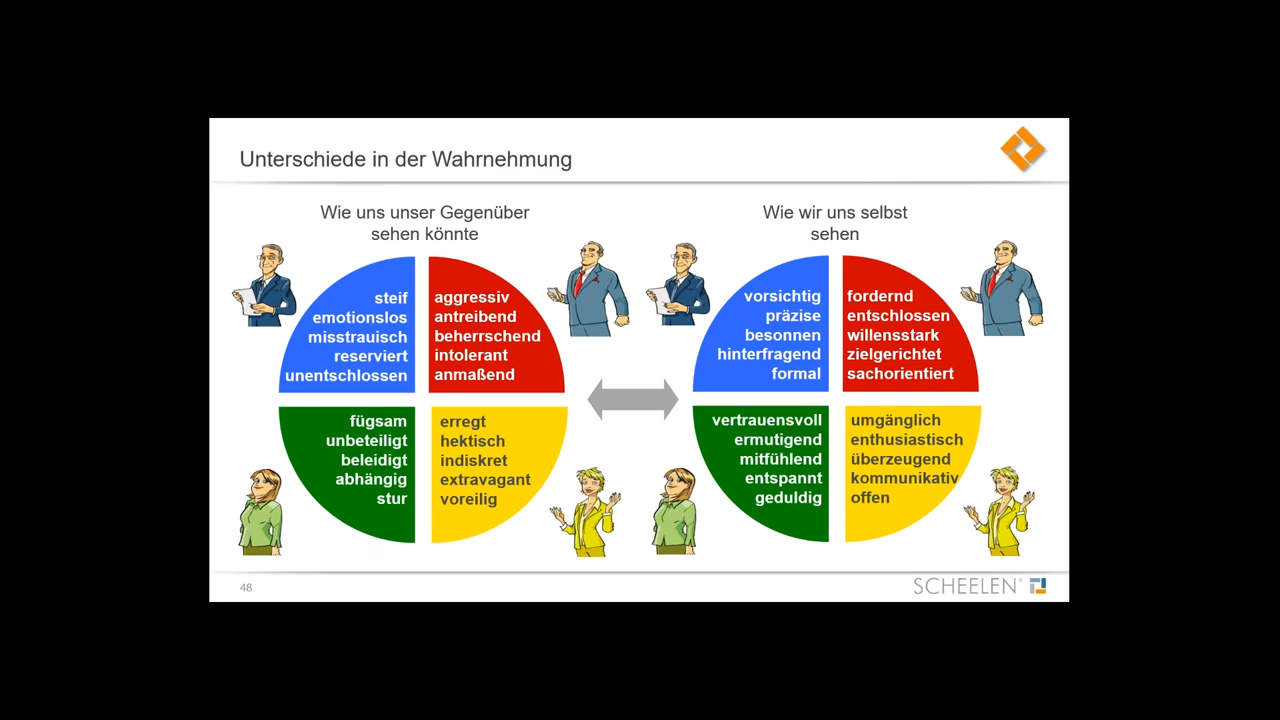 Unterschiede in der Wahrnehmung
Wie uns unser Gegenüber
sehen könnte
steif
emotionslos
misstrauisch
reserviert
unentschlossen
aggressiv
antreibend
beherrschend
intolerant
anmaßend
fügsam
unbeteiligt
beleidigt
abhängig
stur
erregt
hektisch
indiskret
extravagant
voreilig
Wie wir uns selbst
sehen
vorsichtig
präzise
besonnen
hinterfragend
formal
fordernd
entschlossen
willensstark
zielgerichtet
sachorientiert
vertrauensvoll
ermutigend
mitfühlend
entspannt
geduldig
umgänglich
enthusiastisch
überzeugend
kommunikativ
offen
48
SCHEELEN®